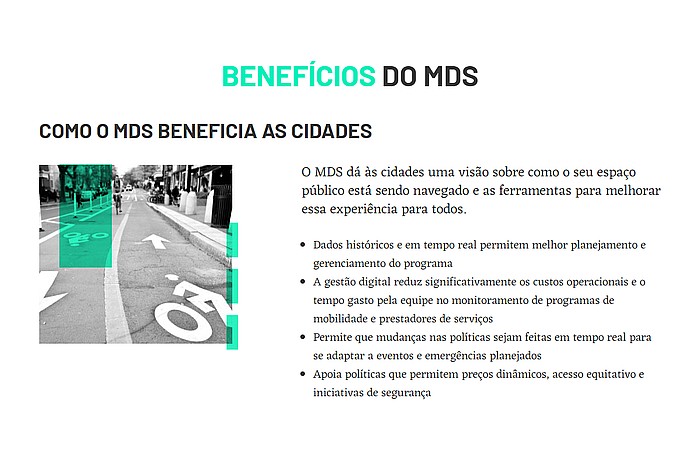 BENEFÍCIOS DO MDS
COMO O MDS BENEFICIA AS CIDADES
O MDS dá às cidades uma visão sobre como o seu espaço
público está sendo navegado e as ferramentas para melhorar
essa experiência para todos.
Dados históricos e em tempo real permitem melhor planejamento e
gerenciamento do programa
A gestão digital reduz significativamente os custos operacionais e o
tempo gasto pela equipe no monitoramento de programas de
mobilidade e prestadores de serviços
Permite que mudanças nas políticas sejam feitas em tempo real para
se adaptar a eventos e emergências planejados
Apoia políticas que permitem preços dinâmicos, acesso equitativo e
iniciativas de segurança